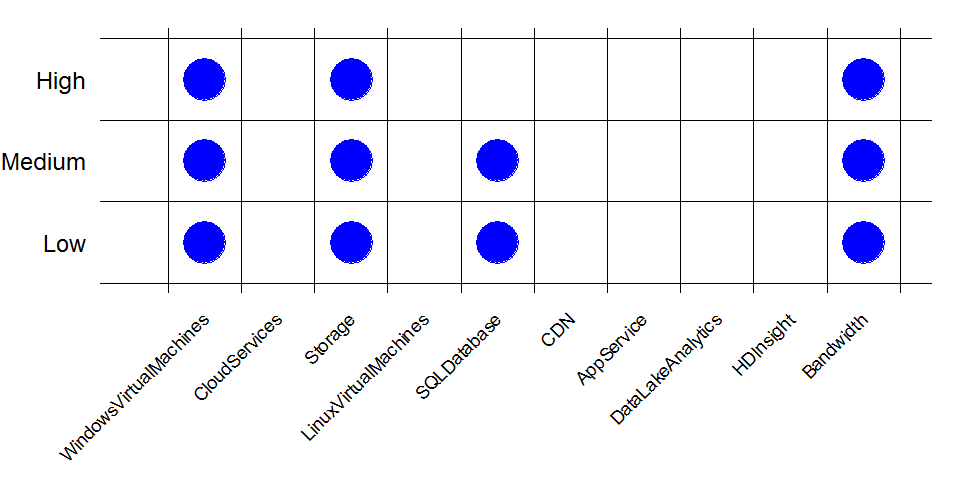 High
Medium
Low
WindowsVirtualMachines
CloudServices
Storage
LinuxVirtualMachines
SQLDatabase
CDN
AppService
DataLakeAnalytics
HDInsight
Bandwidth